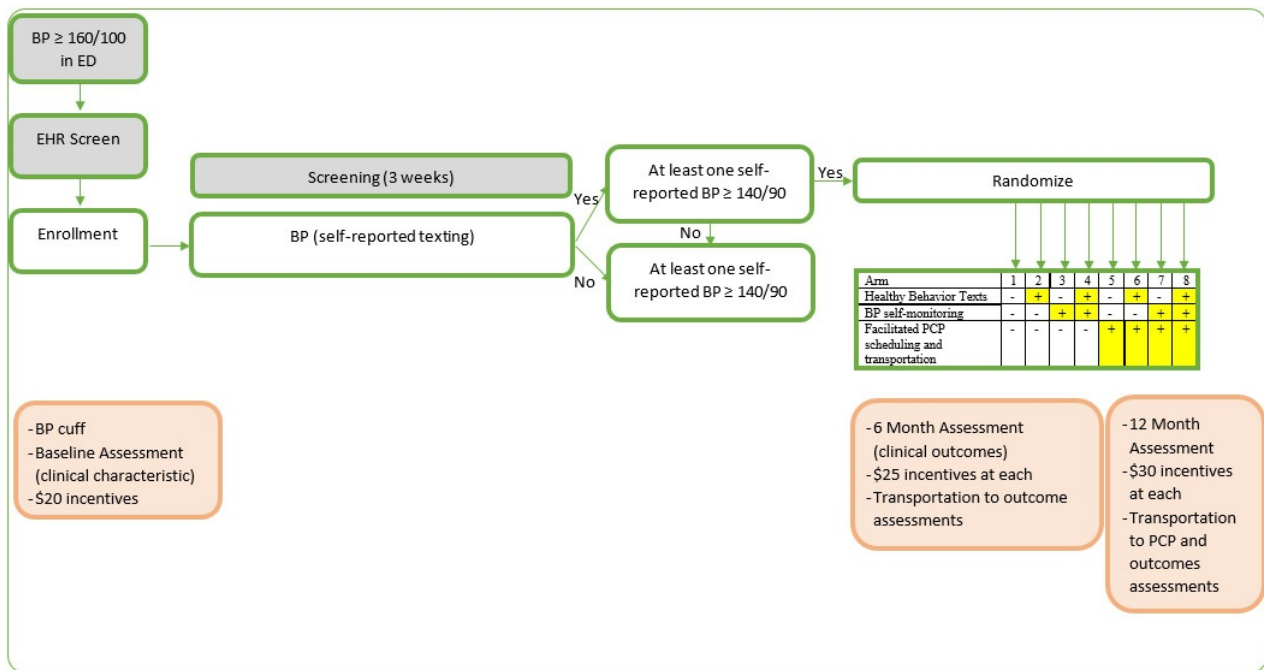 BP ≥ 160/100
in ED
EHR Screen
Enrollment
Screening (3 weeks)
BP (self-reported texting)
Yes
No
At least one self-
reported BP ≥ 140/90
No
At least one self-
reported BP ≥ 140/90
Yes
Randomize
Arm 1 2 3 4 5 6 7 8
Healthy Behavior Texts - + - + - + - +
BP self-monitoring - - + + - - + +
Facilitated PCP - - - - + + + +
scheduling and
transportation
-BP cuff
-Baseline Assessment
(clinical characteristic)
-$20 incentives
-6 Month Assessment
(clinical outcomes)
-$25 incentives at each
-Transportation to outcome
assessments
-12 Month
Assessment
-$30 incentives
at each
-Transportation
to PCP and
outcomes
assessments